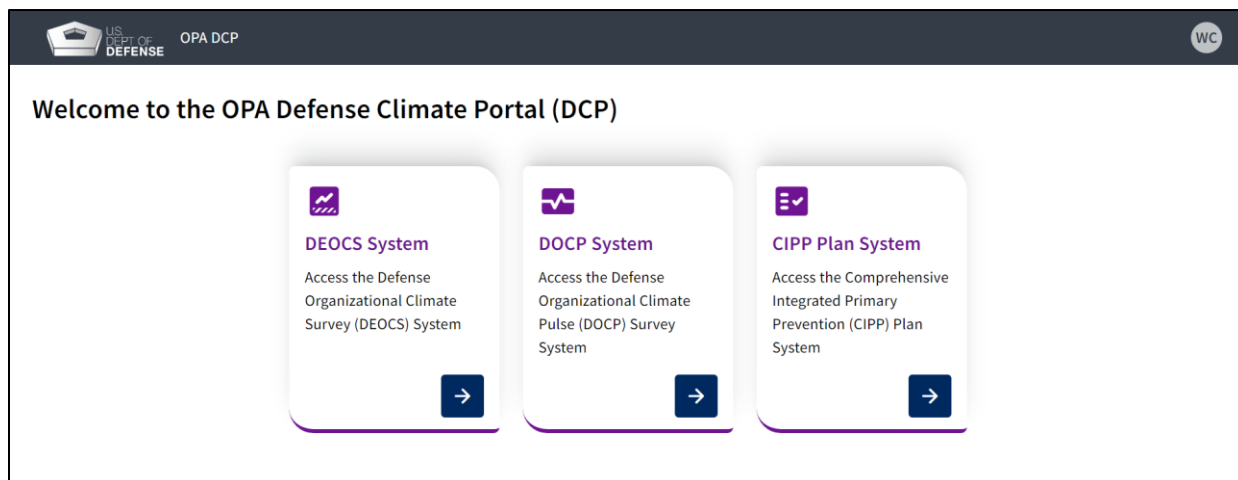 U.S.
DEPT OF
DEFENSE
OPA DCP
WC
Welcome to the OPA Defense Climate Portal (DCP)
DEOCS System
Access the Defense
Organizational Climate
Survey (DEOCS) System
DOCP System
Access the Defense
Organizational Climate
Pulse (DOCP) Survey
System
CIPP Plan System
Access the Comprehensive
Integrated Primary
Prevention (CIPP) Plan
System